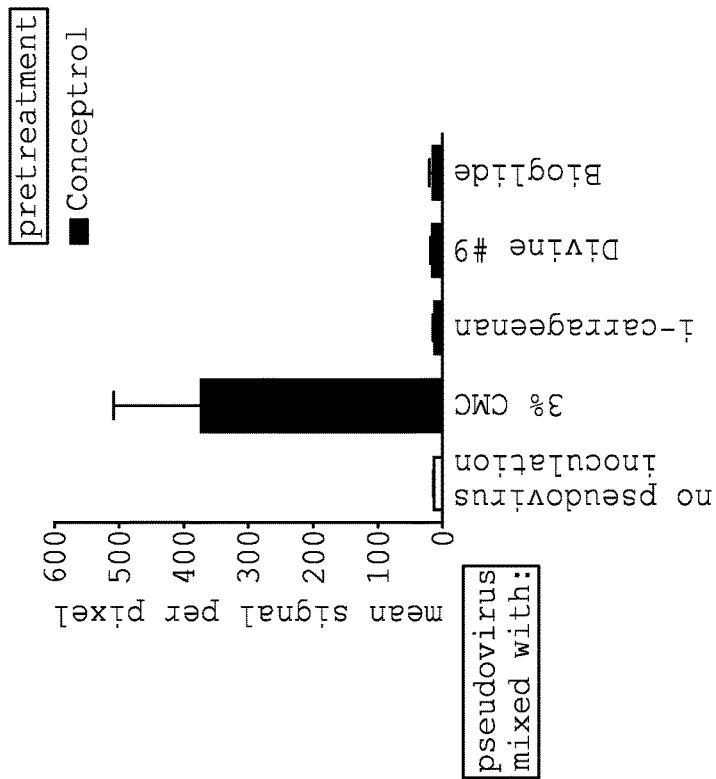 pretreatment
Conceptrol
600
500
400
300
200
100
0
mean signal per pixel
no pseudovirus
inoculation
3% CMC
i-carrageenan
Divine #9
Bioglide
pseudovirus
mixed with: